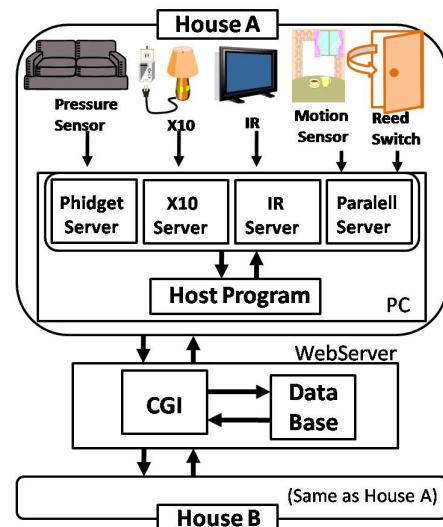 House A
Pressure
Sensor
X10
IR
Motion
Sensor
Reed
Switch
Phidget
Server
X10
Server
IR
Server
Paralell
Server
Host Program
PC
WebServer
CGI
Data
Base
(Same as House A)
House B